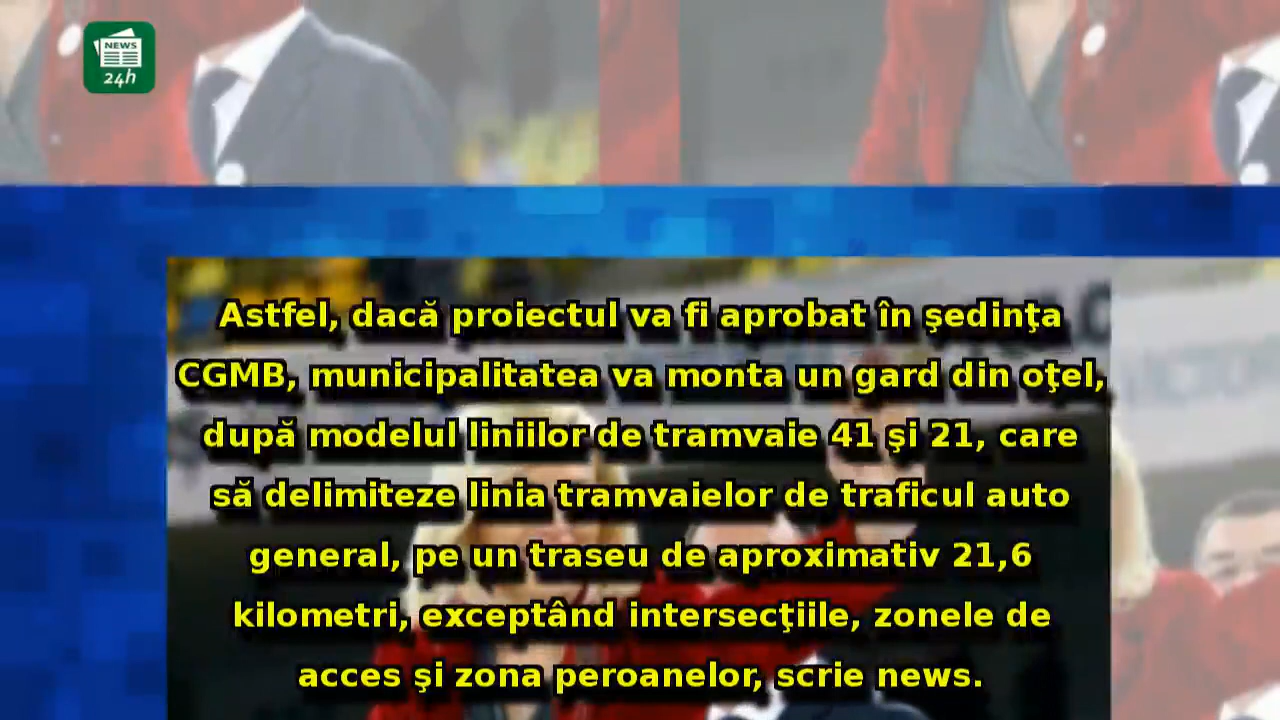 NEWS
24h
Astfel, dacă proiectul va fi aprobat în şedinţa
CGMB, municipalitatea va monta un gard din oţel,
după modelul liniilor de tramvaie 41 şi 21, care
să delimiteze linia tramvaielor de traficul auto
general, pe un traseu de aproximativ 21,6
kilometri, exceptând intersecţiile, zonele de
acces şi zona peroanelor, scrie news.